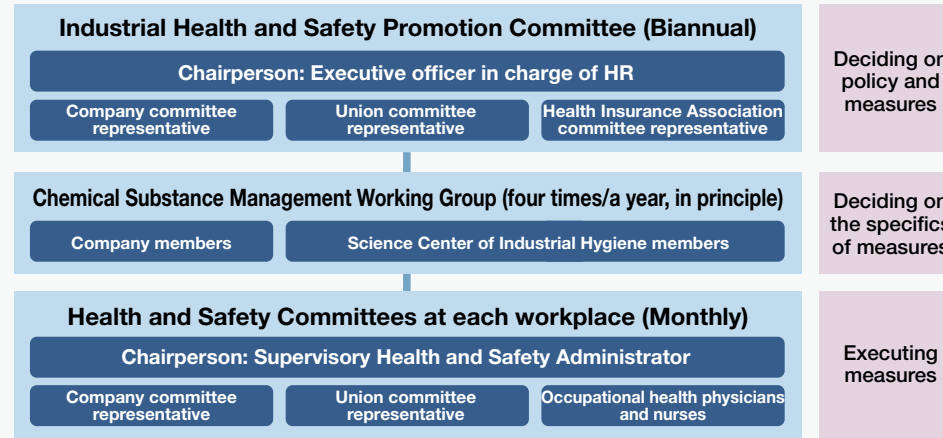 Industrial Health and Safety Promotion Committee (Biannual)
Chairperson: Executive officer in charge of HR
Company committee
representative
Union committee
representative
Health Insurance Association
committee representative
Deciding on
policy and
measures
Chemical Substance Management Working Group (four times/a year, in principle)
Company members
Science Center of Industrial Hygiene members
Deciding on
the specifics
of measures
Health and Safety Committees at each workplace (Monthly)
Chairperson: Supervisory Health and Safety Administrator
Company committee
representative
Union committee
representative
Occupational health physicians
and nurses
Executing
measures